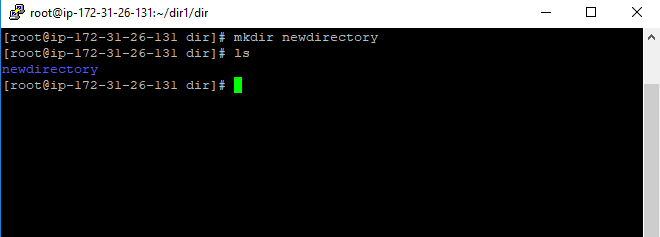 root@ip-172-31-26-131:~/dir1/dir
[root@ip-172-31-26-131 dir]# mkdir newdirectory
[root@ip-172-31-26-131 dir]# ls
newdirectory
[root@ip-172-31-26-131 dir]#